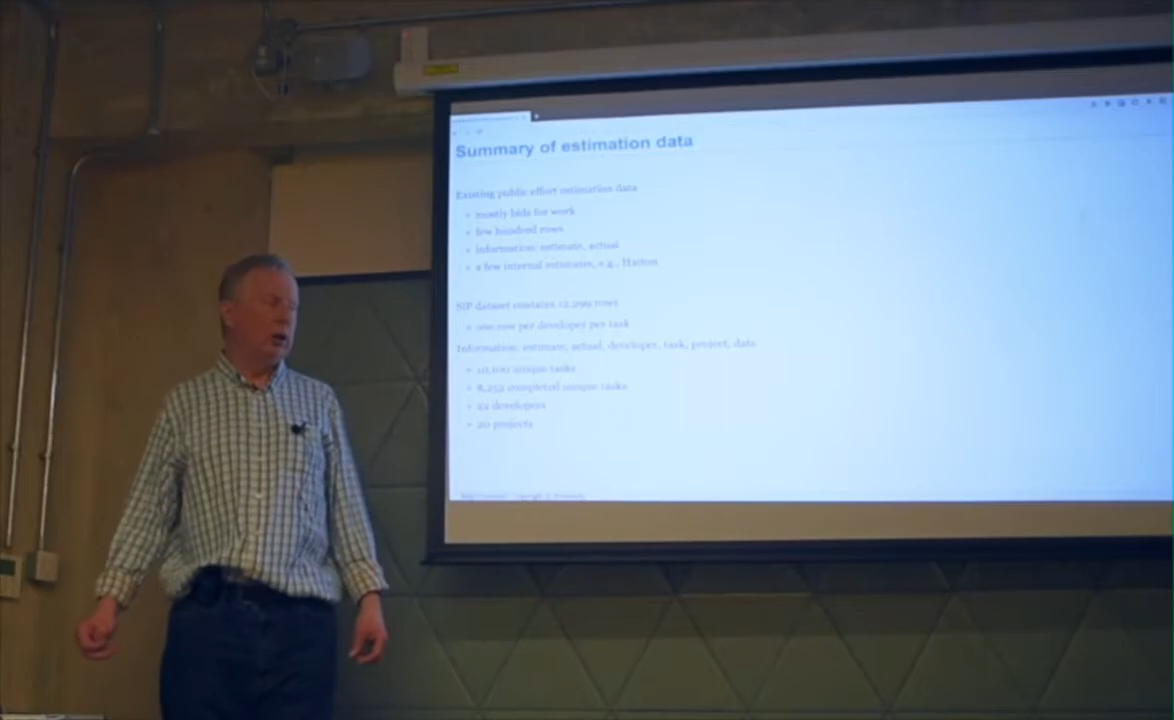 Summary of estimation data
Existing public effort estimation data
mostly bids for work
few hundred rows
information: estimate, actual
a few internal estimates, e.g., Hatton
SIP dataset contains 12,299 rows
one row per developer per task
Information: estimate, actual, developer, task, project, data
10,100 unique tasks
8,252 completed unique tasks
22 developers
20 projects